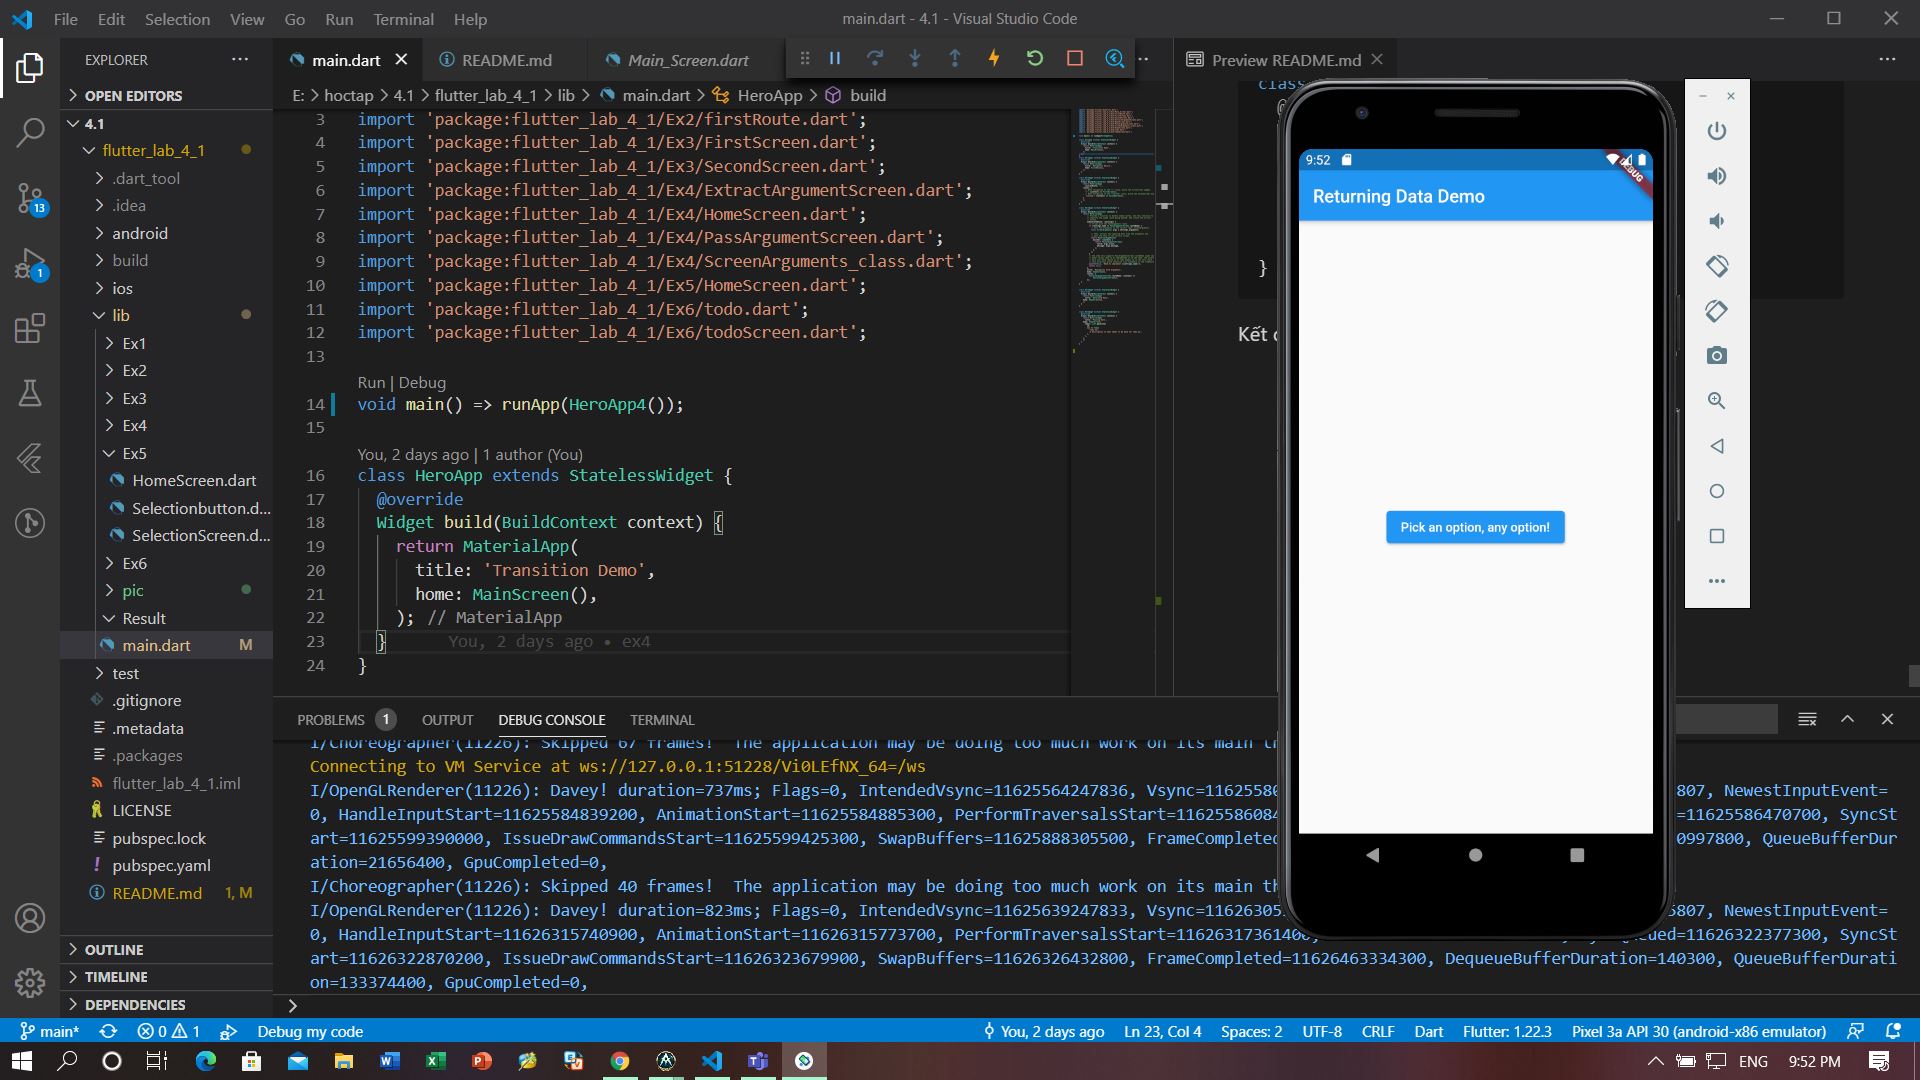 File Edit Selection View Go Run Terminal Help
main.dart - 4.1 - Visual Studio Code
EXPLORER
OPEN EDITORS
4.1
flutter_lab_4_1
.dart_tool
.idea
android
build
ios
lib
Ex1
Ex2
Ex3
Ex4
Ex5
HomeScreen.dart
Selectionbutton.d...
SelectionScreen.d...
Ex6
pic
Result
main.dart M
test
.gitignore
.metadata
.packages
flutter_lab_4_1.iml
LICENSE
pubspec.lock
pubspec.yaml
README.md 1, M
OUTLINE
TIMELINE
DEPENDENCIES
13
1
main.dart
README.md
Main_Screen.dart
E: > hoctap > 4.1 > flutter_lab_4_1 > lib > main.dart > HeroApp > build
3 import 'package:flutter_lab_4_1/Ex2/firstRoute.dart';
4 import 'package:flutter_lab_4_1/Ex3/FirstScreen.dart';
5 import 'package:flutter_lab_4_1/Ex3/SecondScreen.dart';
6 import 'package:flutter_lab_4_1/Ex4/ExtractArgumentScreen.dart';
7 import 'package:flutter_lab_4_1/Ex4/HomeScreen.dart';
8 import 'package:flutter_lab_4_1/Ex4/PassArgumentScreen.dart';
9 import 'package:flutter_lab_4_1/Ex4/ScreenArguments_class.dart';
10 import 'package:flutter_lab_4_1/Ex5/HomeScreen.dart';
11 import 'package:flutter_lab_4_1/Ex6/todo.dart';
12 import 'package:flutter_lab_4_1/Ex6/todoScreen.dart';
13
Run | Debug
14 void main() => runApp(HeroApp4());
15
You, 2 days ago | 1 author (You)
16 class HeroApp extends StatelessWidget {
17 @override
18 Widget build(BuildContext context) {
19 return MaterialApp(
20 title: 'Transition Demo',
21 home: MainScreen(),
22 ); // MaterialApp
23 } You, 2 days ago • ex4
24 }
Preview README.md
class
@
}
Kết
9:52
DEBUG
Returning Data Demo
Pick an option, any option!
PROBLEMS 1 OUTPUT DEBUG CONSOLE TERMINAL
I/Choreographer(11226): Skipped 67 frames! The application may be doing too much work on its main th
Connecting to VM Service at ws://127.0.0.1:51228/Vi0LEfNX_64=/ws
I/OpenGLRenderer(11226): Davey! duration=737ms; Flags=0, IntendedVsync=11625564247836, Vsync=1162558 807, NewestInputEvent=
0, HandleInputStart=11625584839200, AnimationStart=11625584885300, PerformTraversalsStart=1162558608 =11625586470700, SyncSt
art=11625599390000, IssueDrawCommandsStart=11625599425300, SwapBuffers=11625888305500, FrameCompleted 0997800, QueueBufferDur
ation=21656400, GpuCompleted=0,
I/Choreographer(11226): Skipped 40 frames! The application may be doing too much work on its main th
I/OpenGLRenderer(11226): Davey! duration=823ms; Flags=0, IntendedVsync=11625639247833, Vsync=11626305 5807, NewestInputEvent=
0, HandleInputStart=11626315740900, AnimationStart=11626315773700, PerformTraversalsStart=11626317361400, ued=11626322377300, SyncSt
art=11626322870200, IssueDrawCommandsStart=11626323679900, SwapBuffers=11626326432800, FrameCompleted=11626463334300, DequeueBufferDuration=140300, QueueBufferDurati
on=133374400, GpuCompleted=0,
main* 0 1 Debug my code You, 2 days ago Ln 23, Col 4 Spaces: 2 UTF-8 CRLF Dart Flutter: 1.22.3 Pixel 3a API 30 (android-x86 emulator)
ENG 9:52 PM